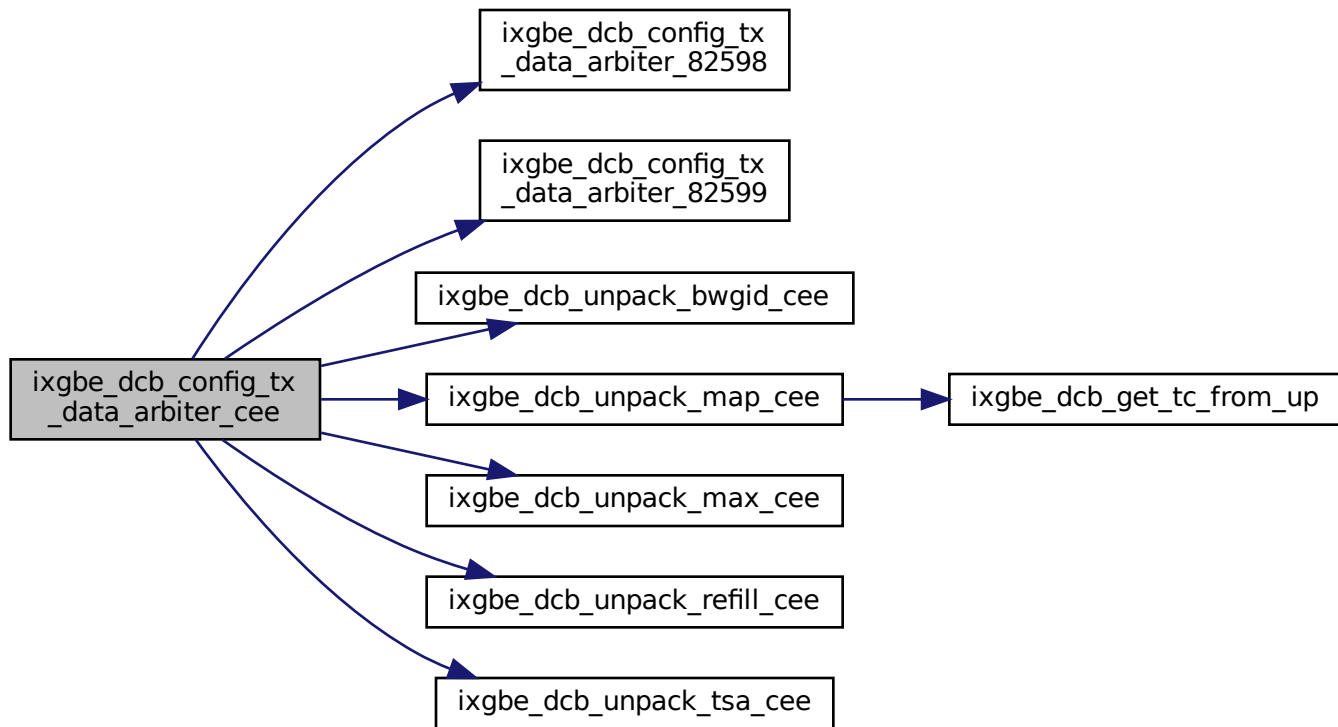 ixgbe_dcb_config_tx
_data_arbiter_82598
ixgbe_dcb_config_tx
_data_arbiter_82599
ixgbe_dcb_unpack_bwgid_cee
ixgbe_dcb_config_tx
_data_arbiter_cee
ixgbe_dcb_unpack_map_cee
ixgbe_dcb_get_tc_from_up
ixgbe_dcb_unpack_max_cee
ixgbe_dcb_unpack_refill_cee
ixgbe_dcb_unpack_tsa_cee